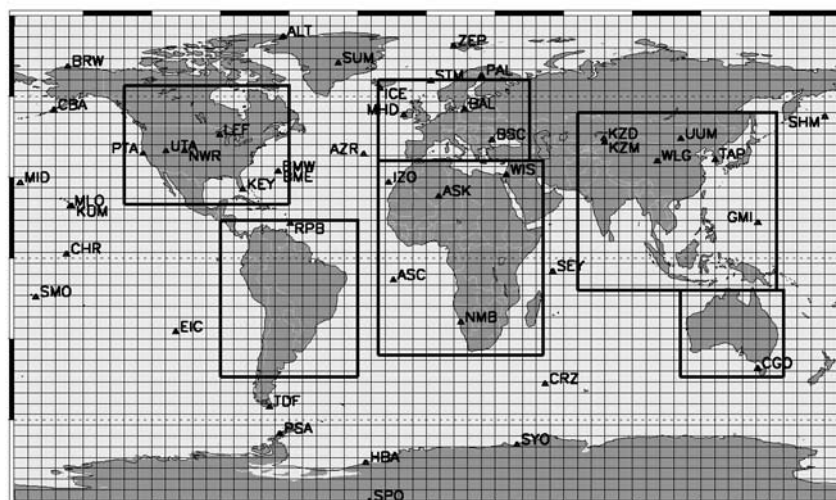 ALT
ZEP
BRW
SUM
STM
PAL
ICE
CBA
MHD
BAL
SHM
LEF
BSC
KZD
UUM
KZM
PTA
UTA
NWR
AZR
WLG
TAP
BMW
BME
WIS
MID
KEY
IZO
ASK
MLO
KUM
RPB
GMI
CHR
SEY
ASC
SMO
NMB
EIC
CGO
CRZ
TDF
PSA
SYO
HBA
SPO